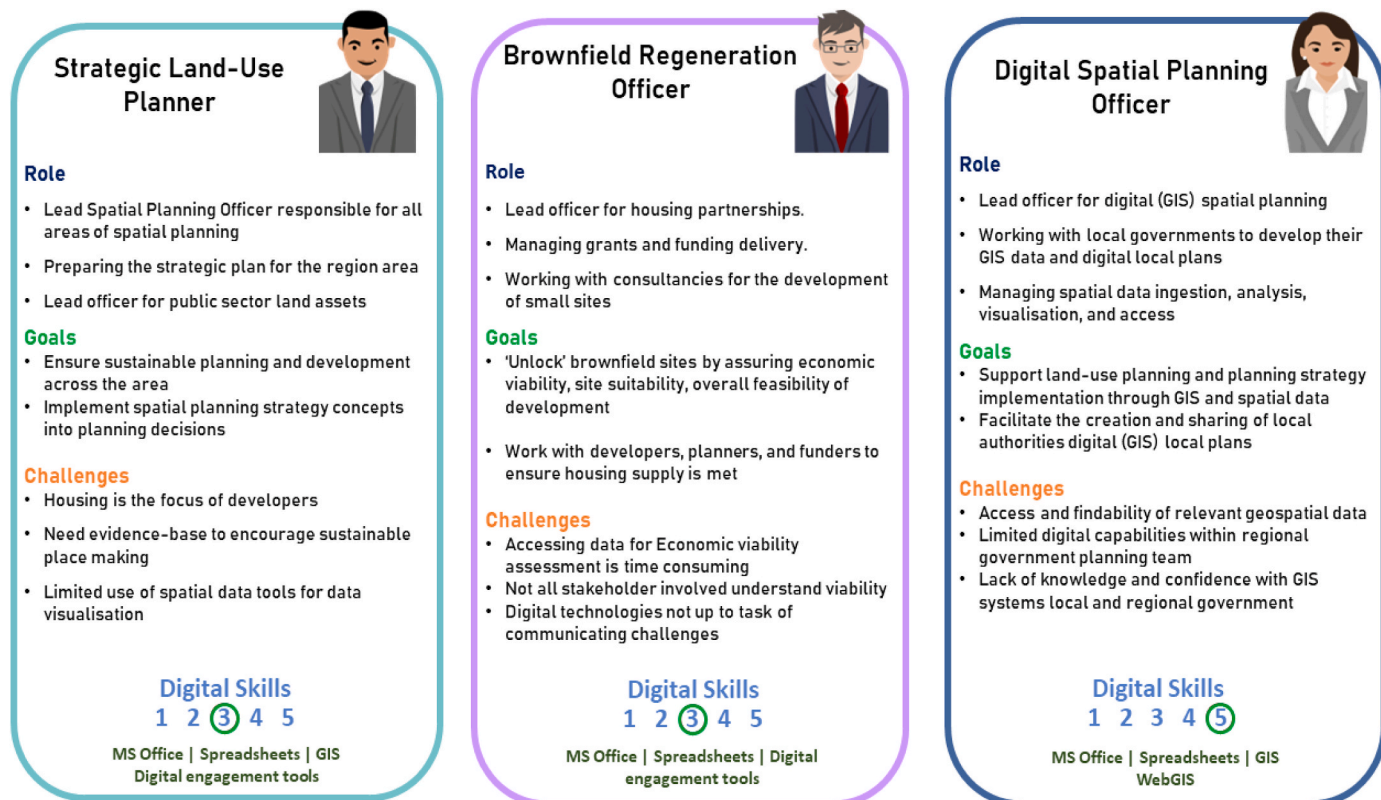 Strategic Land-Use
Planner
Role
• Lead Spatial Planning Officer responsible for all
areas of spatial planning
• Preparing the strategic plan for the region area
• Lead officer for public sector land assets
Goals
• Ensure sustainable planning and development
across the area
• Implement spatial planning strategy concepts
into planning decisions
Challenges
• Housing is the focus of developers
• Need evidence-base to encourage sustainable
place making
• Limited use of spatial data tools for data
visualisation
Digital Skills
1 2 3 4 5
MS Office | Spreadsheets | GIS
Digital engagement tools
Brownfield Regeneration
Officer
Role
• Lead officer for housing partnerships.
• Managing grants and funding delivery.
• Working with consultancies for the development
of small sites
Goals
• ‘Unlock’ brownfield sites by assuring economic
viability, site suitability, overall feasibility of
development
• Work with developers, planners, and funders to
ensure housing supply is met
Challenges
• Accessing data for Economic viability
assessment is time consuming
• Not all stakeholder involved understand viability
• Digital technologies not up to task of
communicating challenges
Digital Skills
1 2 3 4 5
MS Office | Spreadsheets | Digital
engagement tools
Digital Spatial Planning
Officer
Role
• Lead officer for digital (GIS) spatial planning
• Working with local governments to develop their
GIS data and digital local plans
• Managing spatial data ingestion, analysis,
visualisation, and access
Goals
• Support land-use planning and planning strategy
implementation through GIS and spatial data
• Facilitate the creation and sharing of local
authorities digital (GIS) local plans
Challenges
• Access and findability of relevant geospatial data
• Limited digital capabilities within regional
government planning team
• Lack of knowledge and confidence with GIS
systems local and regional government
Digital Skills
1 2 3 4 5
MS Office | Spreadsheets | GIS
WebGIS